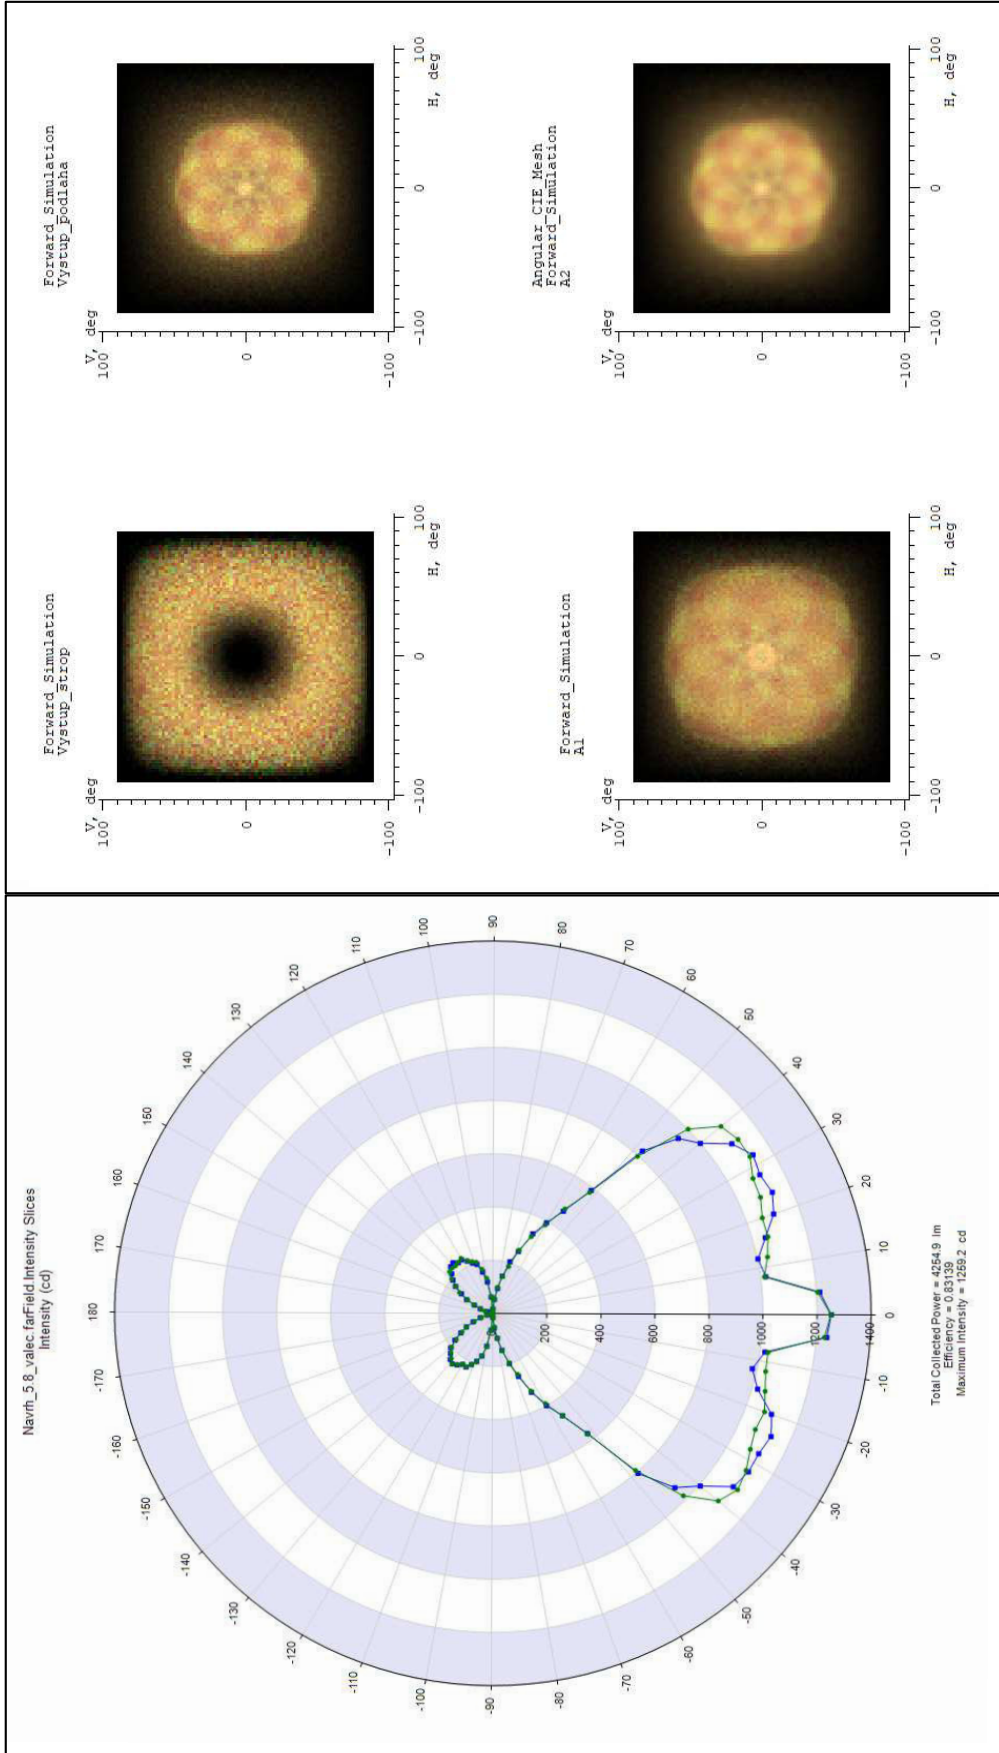 Navrh_5.8_valec.farField.Intensity Slices
Intensity (cd)
180
170
-170
160
-160
150
-150
140
-140
130
-130
120
-120
110
-110
100
-100
90
-90
80
-80
70
-70
60
-60
50
-50
40
-40
30
-30
20
-20
10
-10
0
200
400
600
800
1000
1200
1400
Total Collected Power = 4254.9 lm
Efficiency = 0.83139
Maximum Intensity = 1259.2 cd
Forward_Simulation
Vystup_strop
V, deg
100
0
-100
-100 0 100
H, deg
Forward_Simulation
Vystup_podlaha
V, deg
100
0
-100
-100 0 100
H, deg
Forward_Simulation
A1
V, deg
100
0
-100
-100 0 100
H, deg
Angular_CIE_Mesh
Forward_Simulation
A2
V, deg
100
0
-100
-100 0 100
H, deg